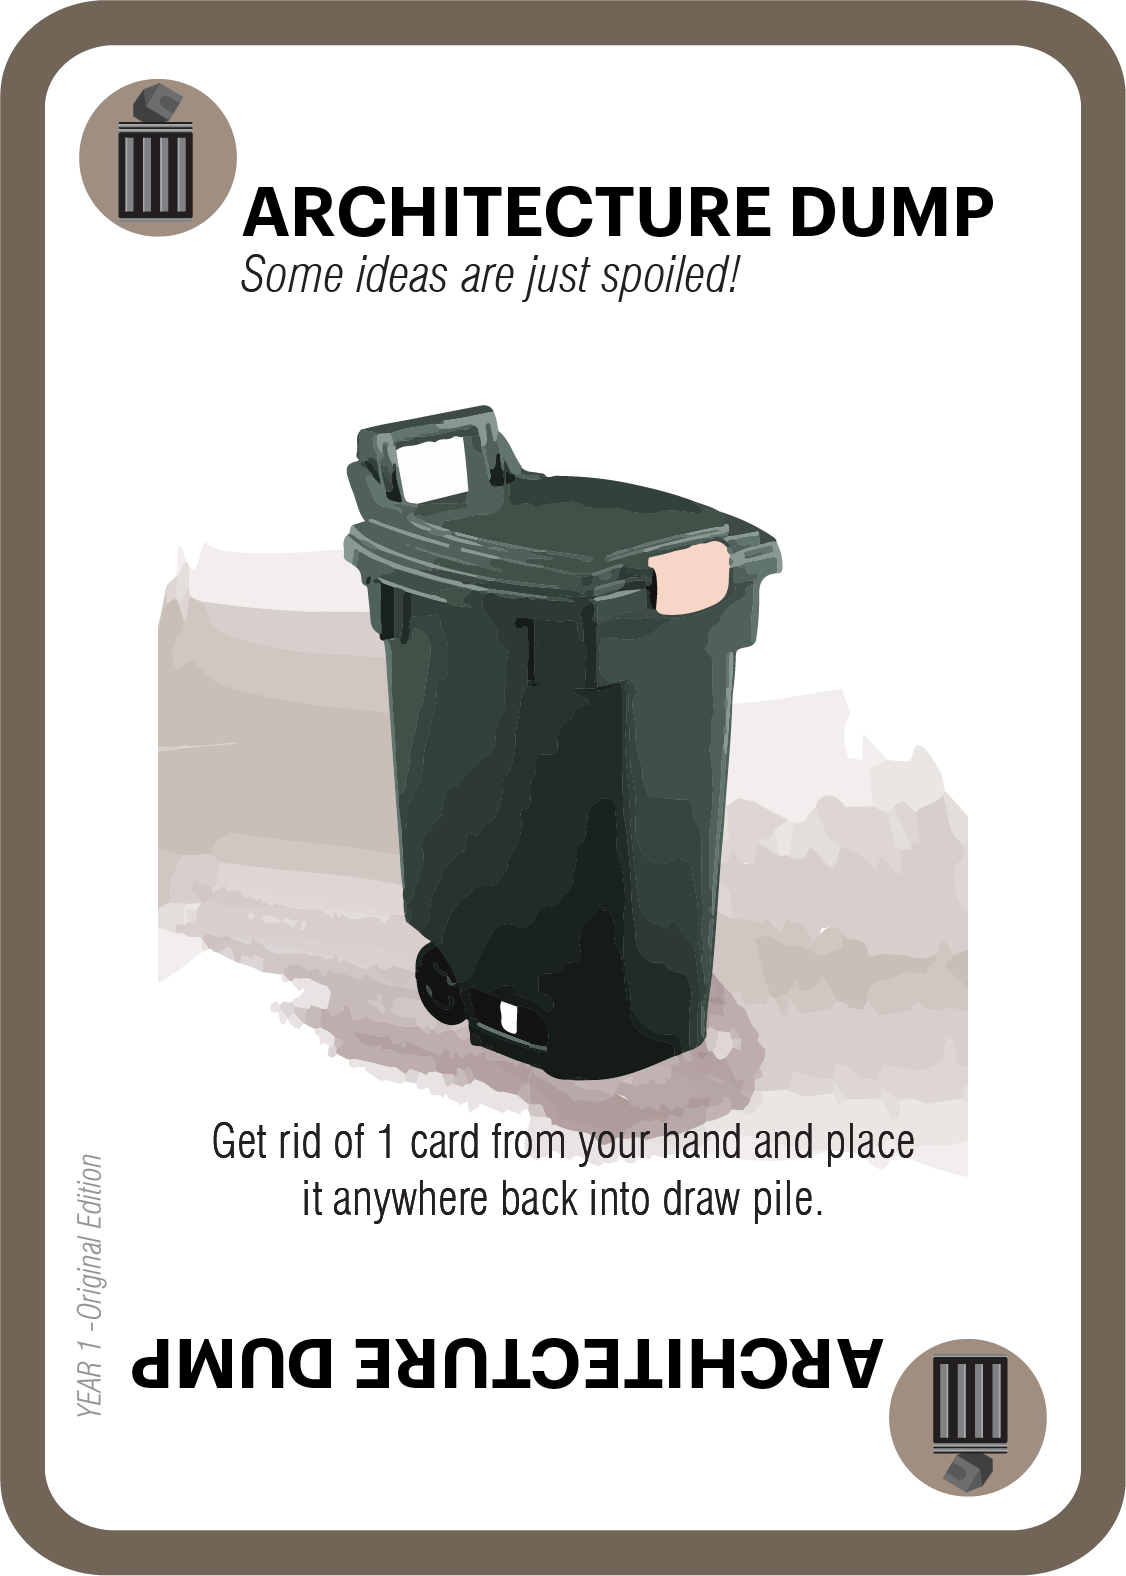 ARCHITECTURE DUMP
Some ideas are just spoiled!
Get rid of 1 card from your hand and place
it anywhere back into draw pile.
YEAR 1 -Original Edition
ARCHITECTURE DUMP